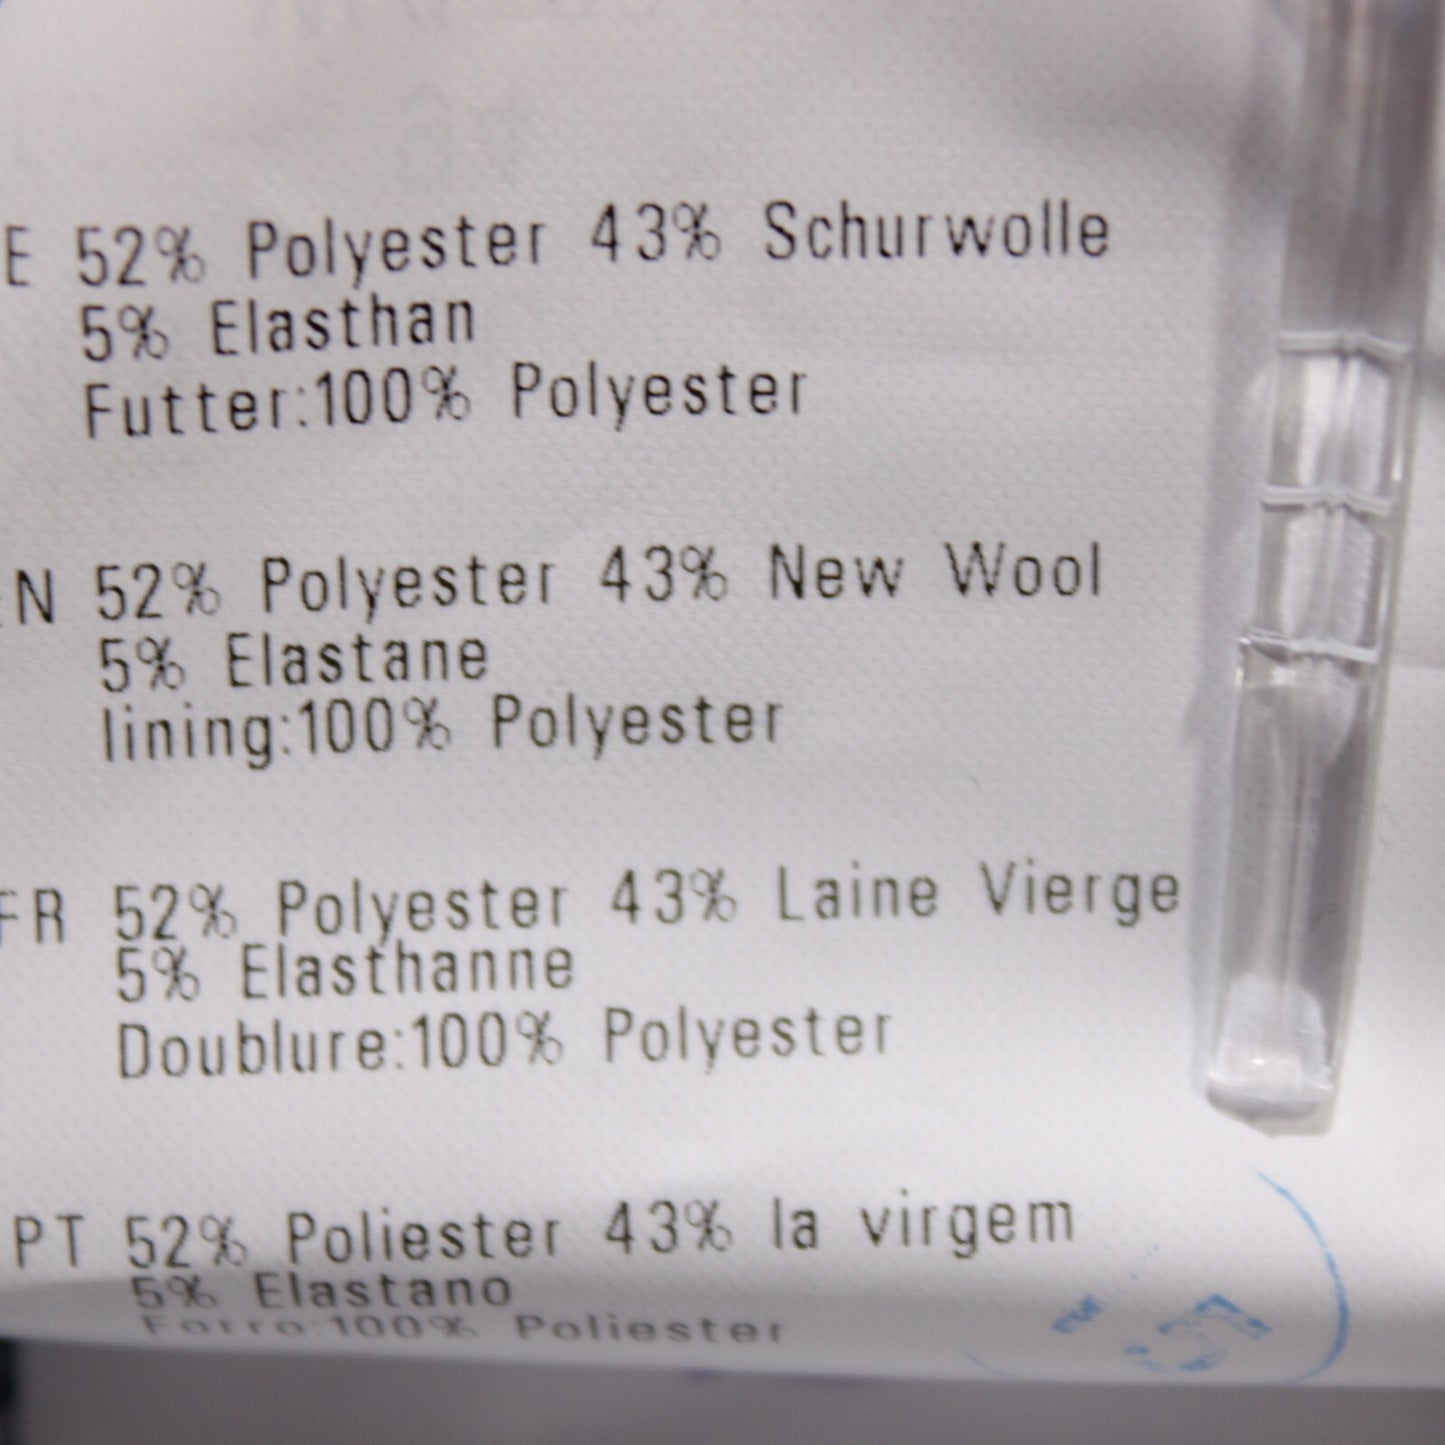 E 52% Polyester 43% Schurwolle
5% Elasthan
Futter:100% Polyester
EN 52% Polyester 43% New Wool
5% Elastane
lining:100% Polyester
FR 52% Polyester 43% Laine Vierge
5% Elasthanne
Doublure:100% Polyester
PT 52% Poliester 43% la virgem
5% Elastano
Forro:100% Poliester